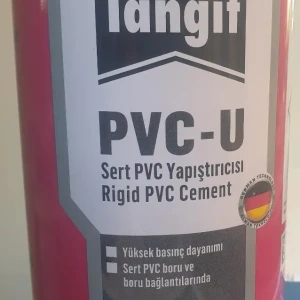 Tangit
PVC-U
Sert PVC Yapıştırıcısı
Rigid PVC Cement
Yüksek basınç dayanımı
Sert PVC boru ve
boru bağlantılarında